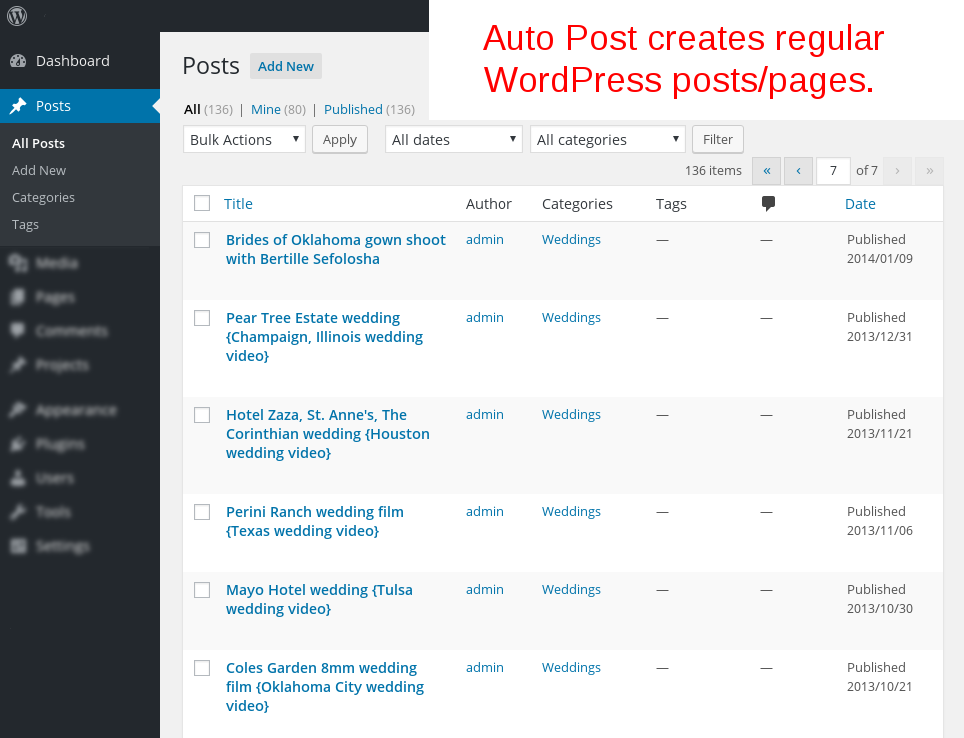 Auto Post creates regular
WordPress posts/pages.
Dashboard
Posts
All Posts
Add New
Categories
Tags
Media
Pages
Comments
Projects
Appearance
Plugins
Users
Tools
Settings
Posts Add New
All (136) | Mine (80) | Published (136)
Bulk Actions Apply All dates All categories Filter
136 items « ‹ 7 of 7 › »
Title Author Categories Tags Date
Brides of Oklahoma gown shoot admin Weddings — — Published
with Bertille Sefolosha 2014/01/09
Pear Tree Estate wedding admin Weddings — — Published
{Champaign, Illinois wedding 2013/12/31
video}
Hotel Zaza, St. Anne's, The admin Weddings — — Published
Corinthian wedding {Houston 2013/11/21
wedding video}
Perini Ranch wedding film admin Weddings — — Published
{Texas wedding video} 2013/11/06
Mayo Hotel wedding {Tulsa admin Weddings — — Published
wedding video} 2013/10/30
Coles Garden 8mm wedding admin Weddings — — Published
film {Oklahoma City wedding 2013/10/21
video}